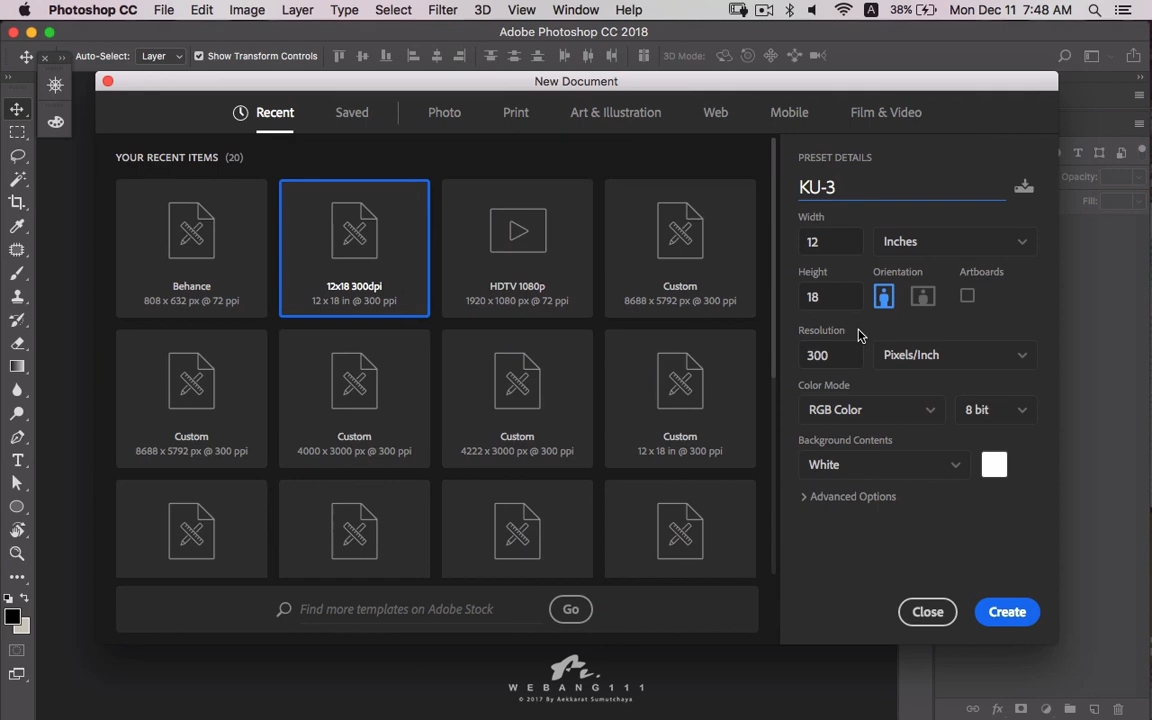 Photoshop CC File Edit Image Layer Type Select Filter 3D View Window Help A 38% Mon Dec 11 7:48 AM
Adobe Photoshop CC 2018
Auto-Select: Layer Show Transform Controls 3D Mode:
New Document
Recent Saved Photo Print Art & Illustration Web Mobile Film & Video
YOUR RECENT ITEMS (20)
PRESET DETAILS
KU-3
Width
12 Inches
Height Orientation Artboards
18
Resolution
300 Pixels/Inch
Color Mode
RGB Color 8 bit
Background Contents
White
Advanced Options
Behance
808 x 632 px @ 72 ppi
12x18 300dpi
12 x 18 in @ 300 ppi
HDTV 1080p
1920 x 1080 px @ 72 ppi
Custom
8688 x 5792 px @ 300 ppi
Custom
8688 x 5792 px @ 300 ppi
Custom
4000 x 3000 px @ 300 ppi
Custom
4222 x 3000 px @ 300 ppi
Custom
12 x 18 in @ 300 ppi
Find more templates on Adobe Stock Go
Close Create
Opacity:
Fill:
WEBANG111
© 2017 By Aekkarat Sumutchaya